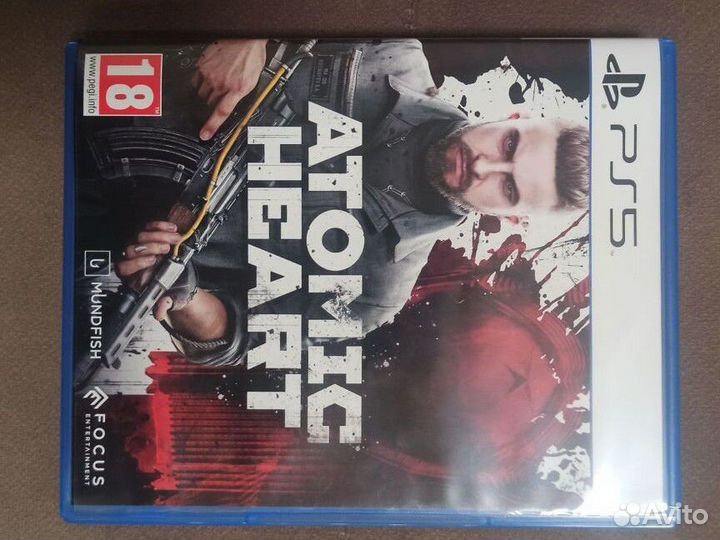 PS5
ATOMIC
HEART
18
www.pegi.info
MUNDFISH
FOCUS
ENTERTAINMENT
Avito